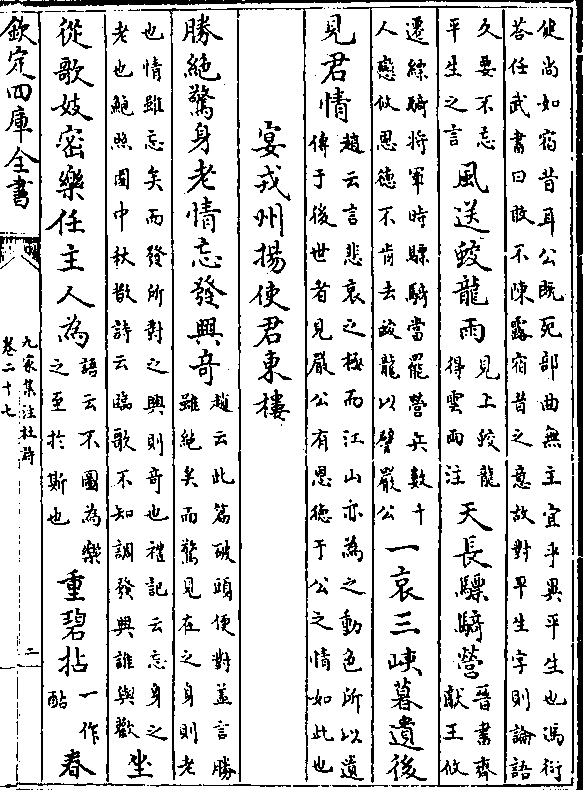 健尚如宿昔耳公既死部曲無主宜乎異平生也馮衍
荅任武書曰敢不陳露宿昔之意故對平生字則論語
久要不忘
平生之言
風送蛟龍雨
見上蛟龍
得雲雨注
天長驃騎營
晉書齊
獻王攸
遷驃騎將軍時驃騎當罷營兵數千
人戀攸恩徳不肯去蛟龍以譬嚴公
一哀三峽暮遺後
見君情
趙云言悲哀之極而江山亦為之動色所以遺
傳于後世者見嚴公有恩徳于公之情如此也
宴戎州揚使君東樓
勝絶驚身老情忘發興奇
趙云此篇破頭便對蓋言勝
雖絶矣而驚見在之身則老
也情雖忘矣而發所對之興則奇也禮記云忘身之
老也鮑照園中秋散詩云臨歌不知調發興誰與歡
坐
從歌妓密樂任主人為
語云不圖為樂
之至於斯也
重碧拈
一作
酤
春
欽定四庫全書
九家集注杜詩
卷二十七
二